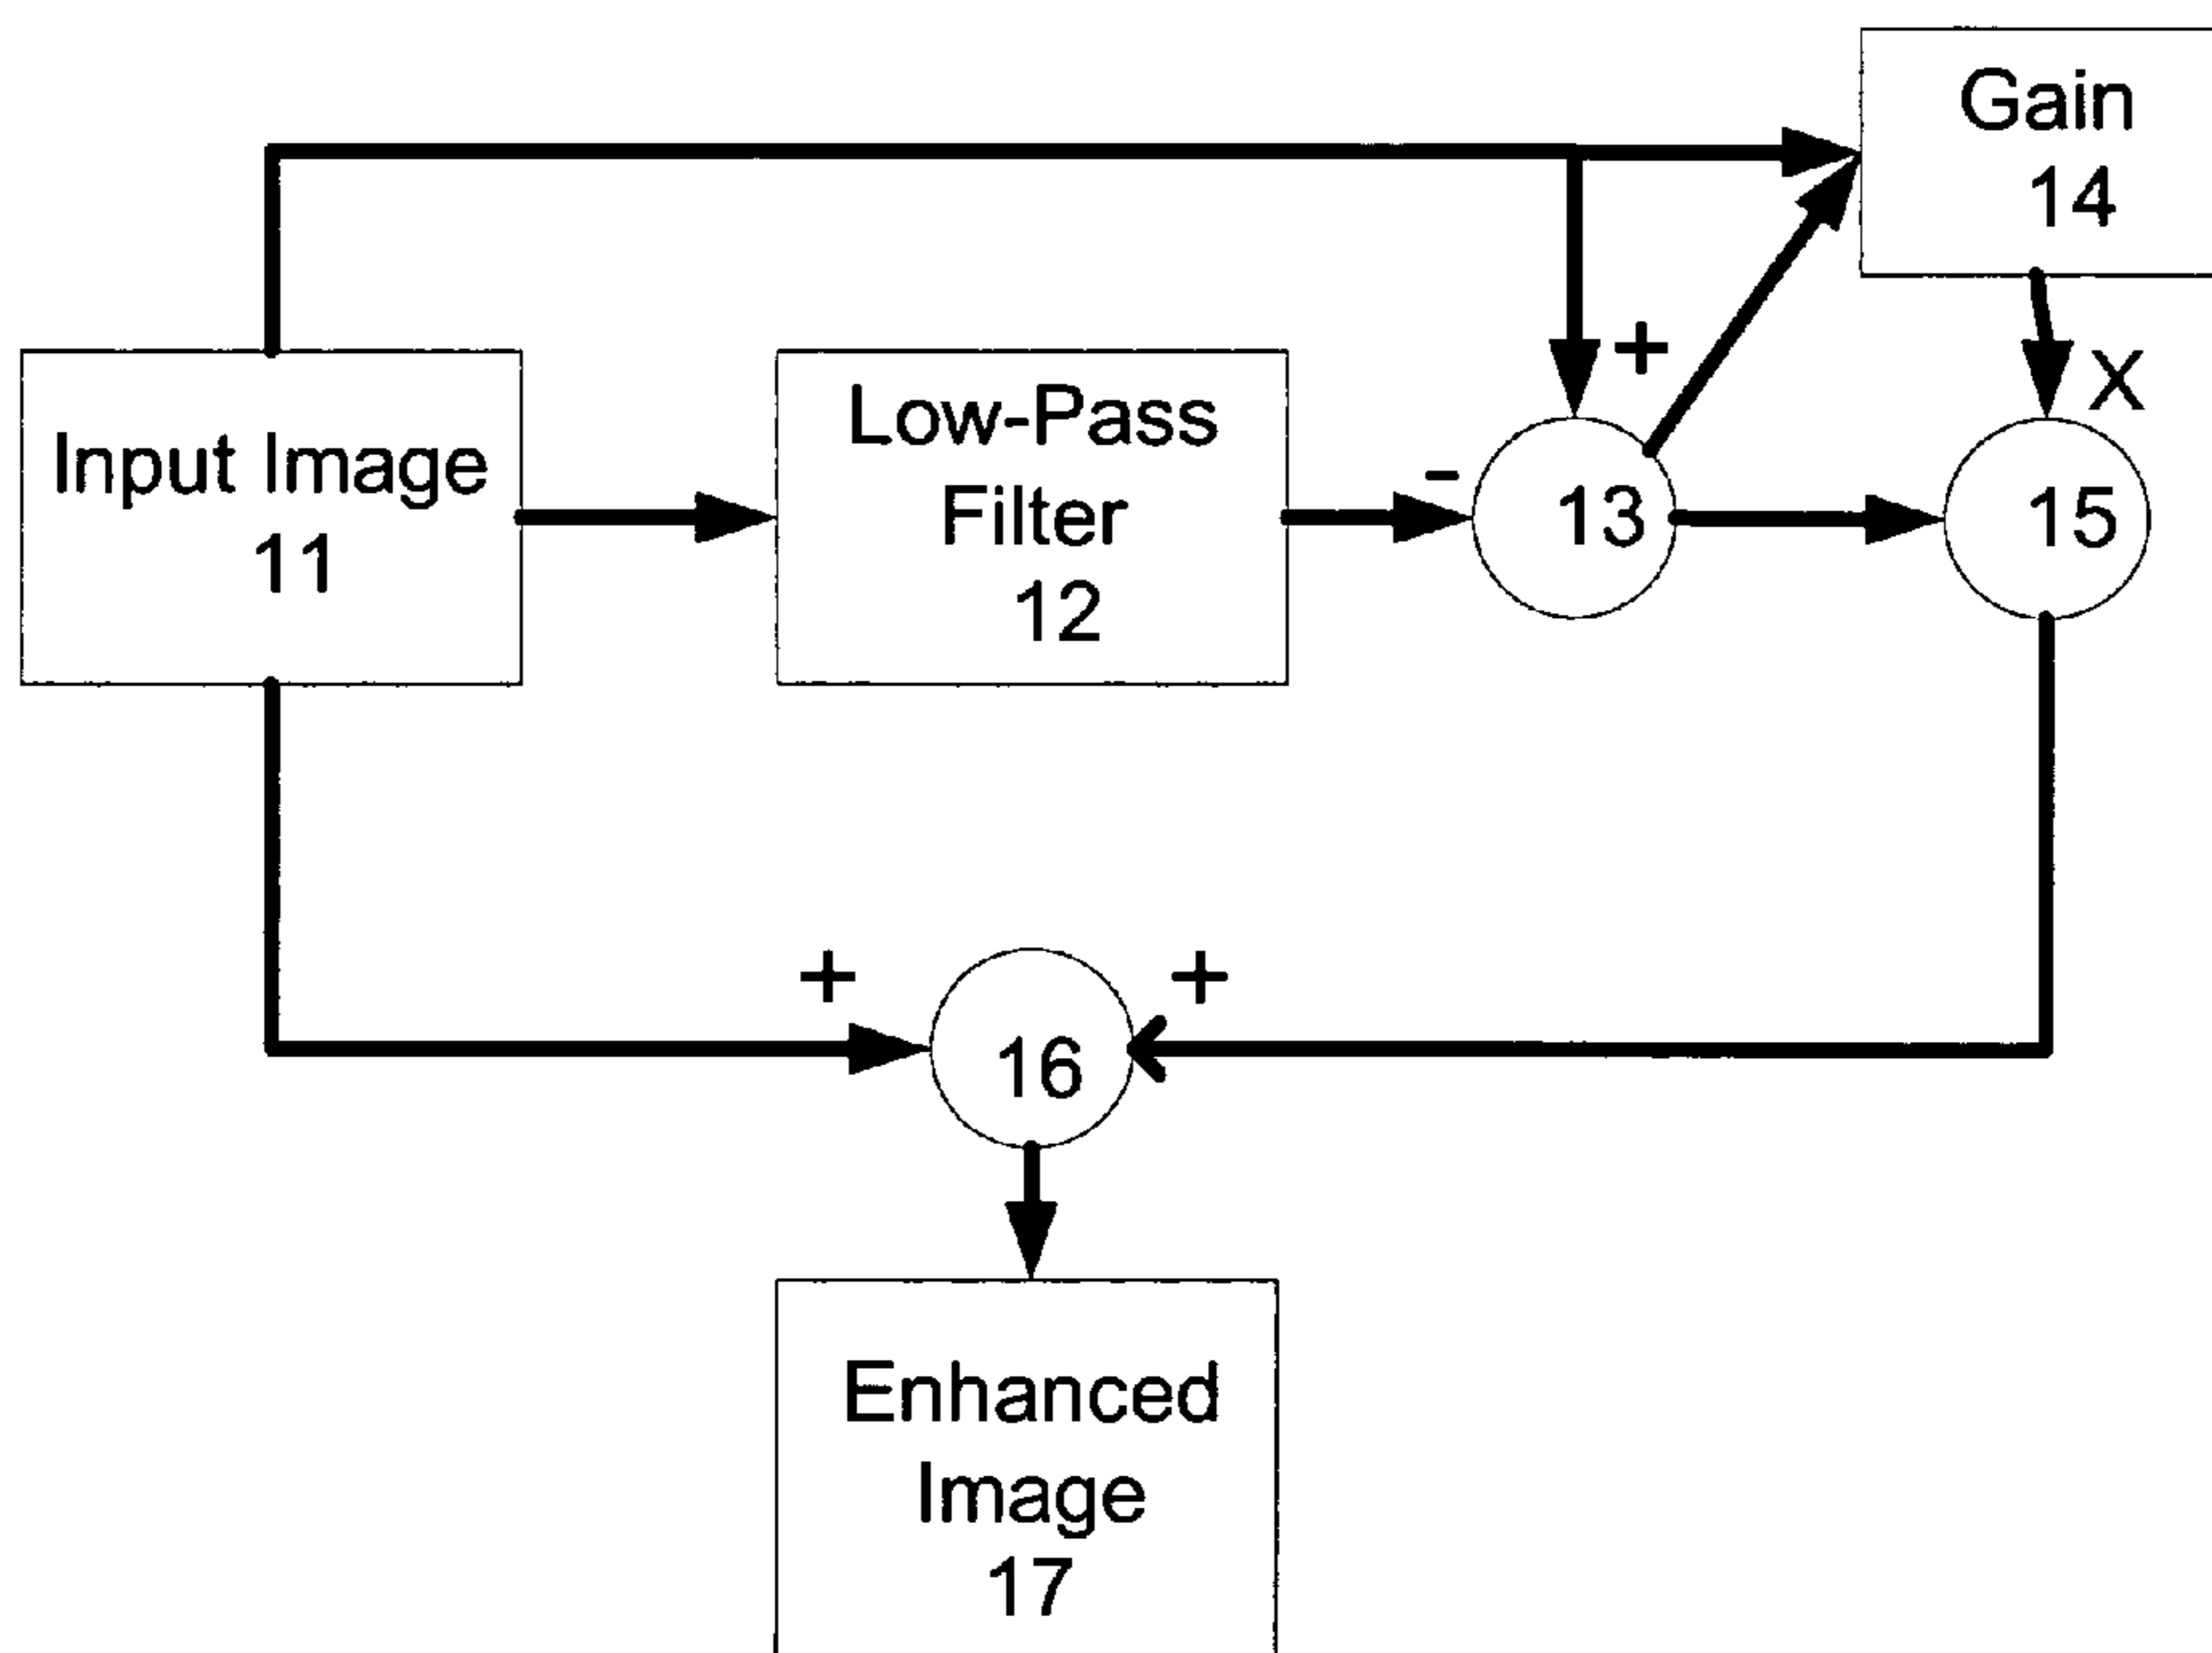 Gain
14
+
X
Input Image
11
Low-Pass
Filter
12
-
13
15
+
+
16
Enhanced
Image
17